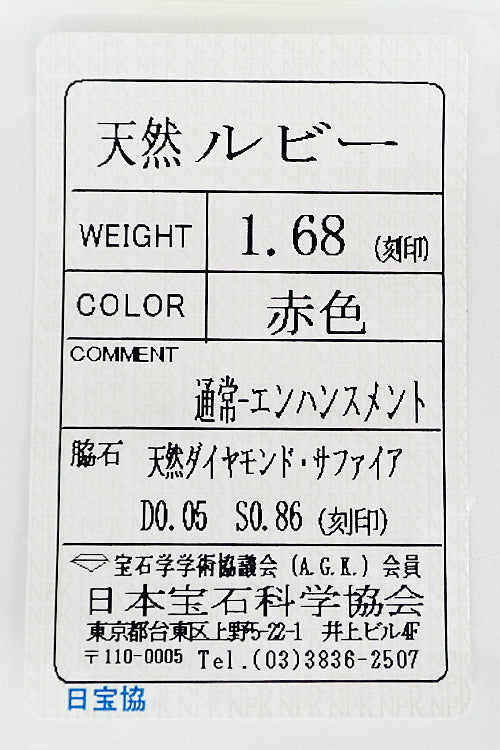 天然ルビー
WEIGHT 1.68 (刻印)
COLOR 赤色
COMMENT
通常-エンハンスメント
脇石 天然ダイヤモンド・サファイア
D0.05 S0.86 (刻印)
宝石学学術協議会 (A.G.K.) 会員
日本宝石科学協会
東京都台東区上野5-22-1 井上ビル4F
〒110-0005 Tel.(03)3836-2507
日宝協